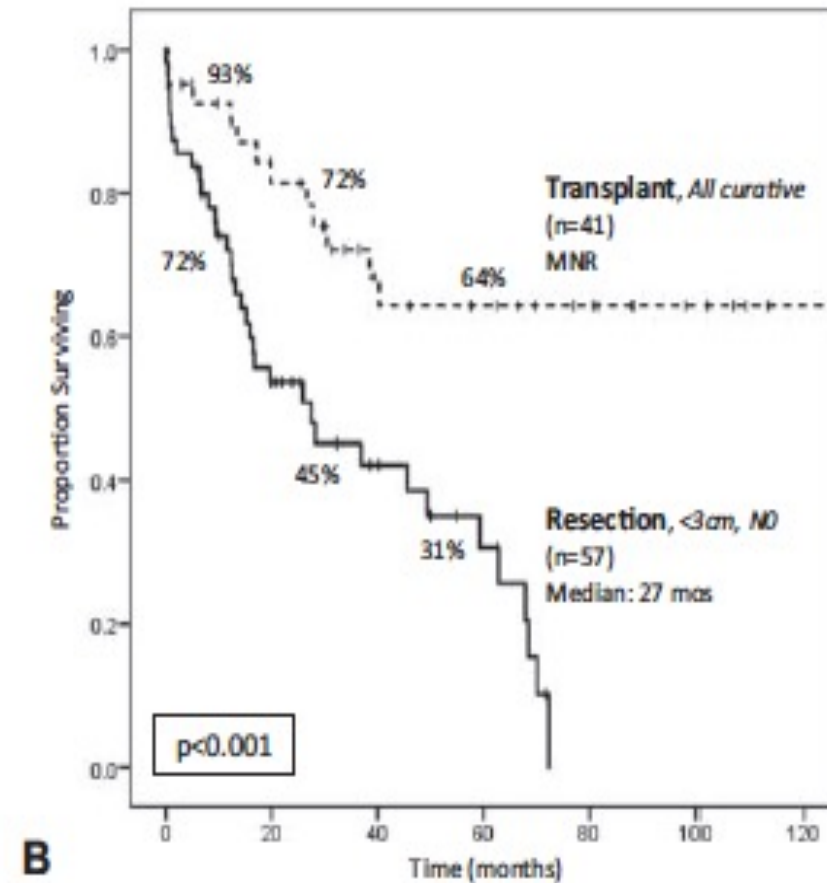 Proportion Surviving
1.0
0.8
0.6
0.4
0.2
0.0
93%
72%
64%
72%
45%
31%
Transplant, All curative
(n=41)
MNR
Resection, <3cm, N0
(n=57)
Median: 27 mos
p<0.001
0 20 40 60 80 100 120
Time (months)
B